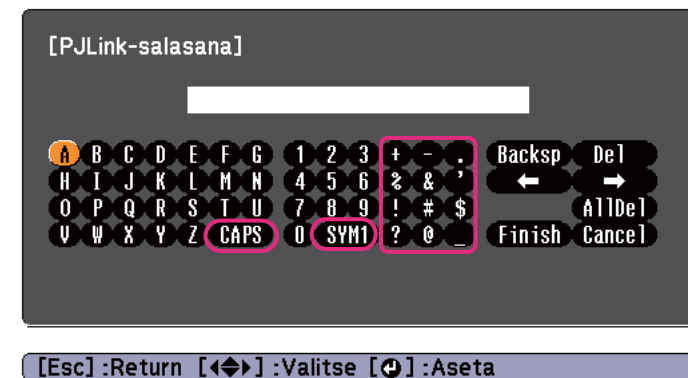 [PJLink-salasana]
A B C D E F G 1 2 3 + - . Backsp Del
H I J K L M N 4 5 6 % & ' ← →
O P Q R S T U 7 8 9 ! # $ AllDel
V W X Y Z CAPS 0 SYM1 ? @ _ Finish Cancel
[Esc] :Return [◆] :Valitse [↵] :Aseta